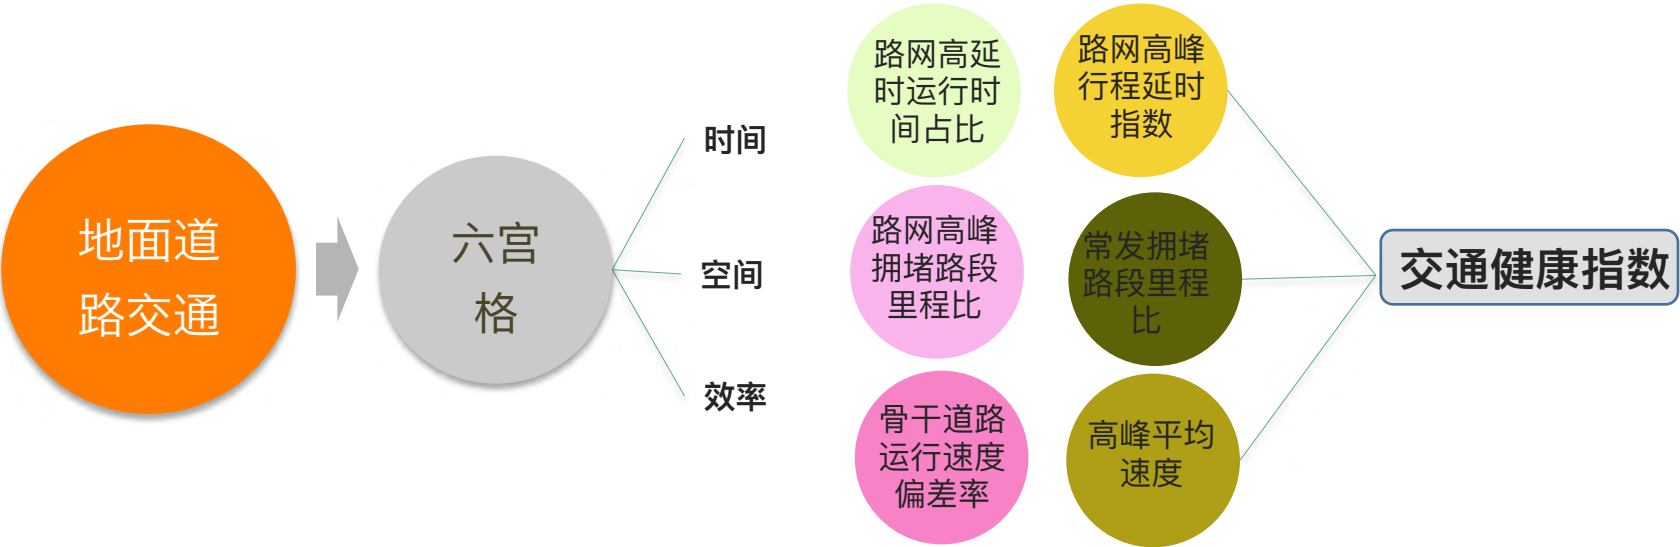 地面道
路交通
六宫
格
时间
空间
效率
路网高延
时运行时
间占比
路网高峰
行程延时
指数
路网高峰
拥堵路段
里程比
常发拥堵
路段里程
比
骨干道路
运行速度
偏差率
高峰平均
速度
交通健康指数